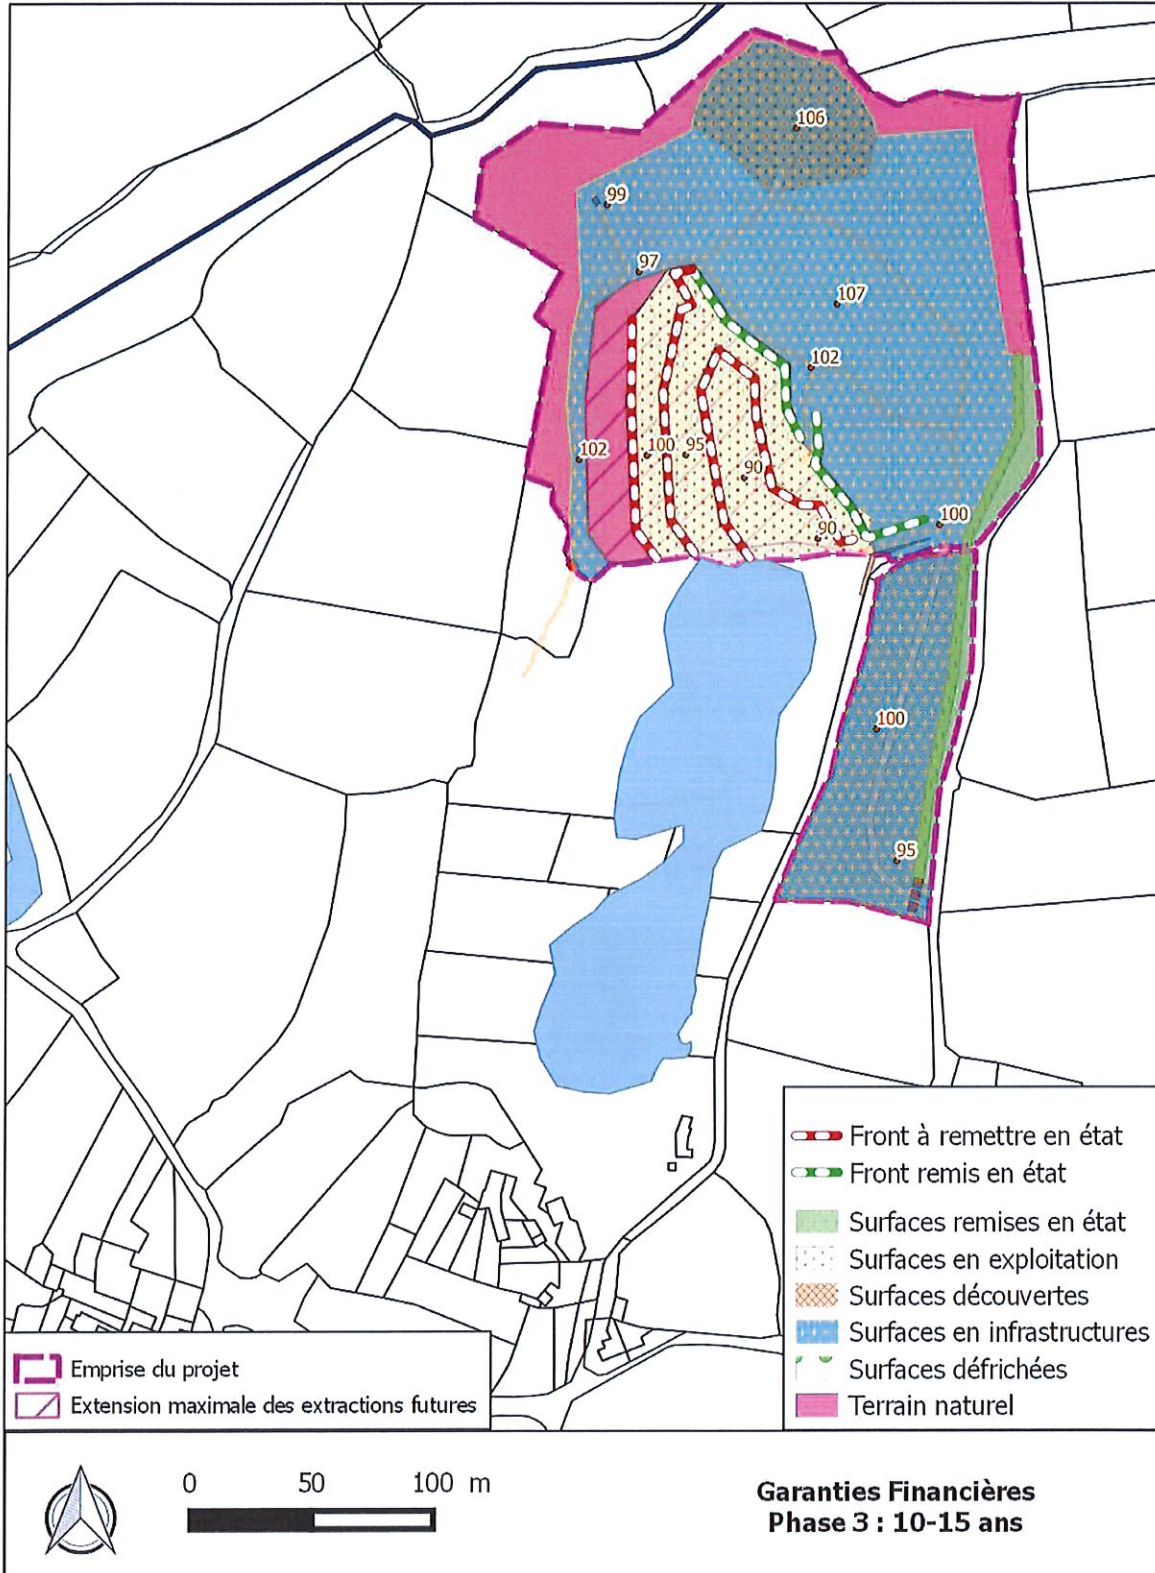 106
99
97
107
102
102
100
95
90
90
100
100
95
Front à remettre en état
Front remis en état
Surfaces remises en état
Surfaces en exploitation
Surfaces découvertes
Surfaces en infrastructures
Surfaces défrichées
Terrain naturel
Emprise du projet
Extension maximale des extractions futures
0 50 100 m
Garanties Financières
Phase 3 : 10-15 ans